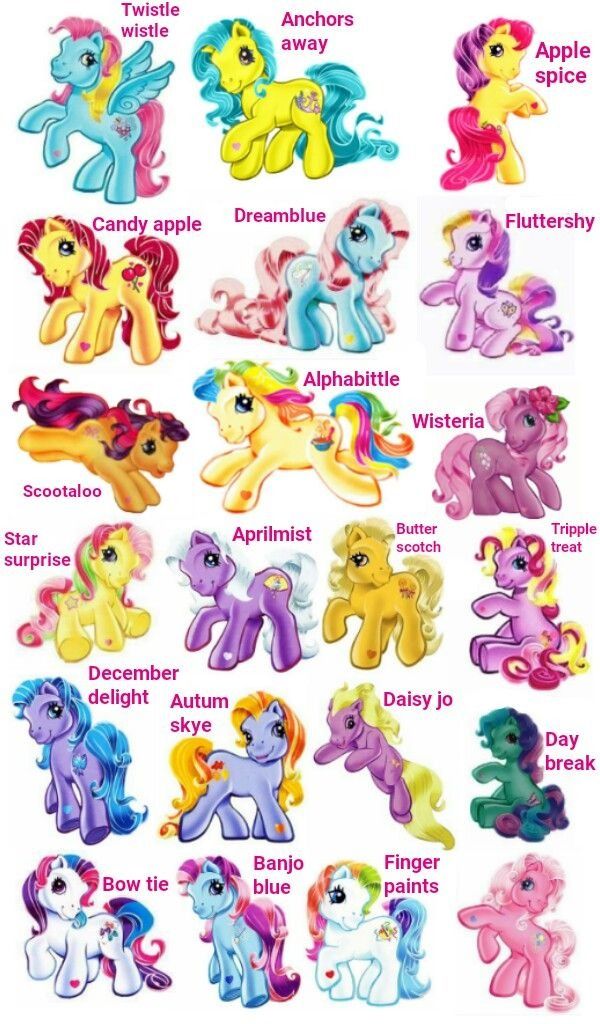 Twistle
wistle
Anchors
away
Apple
spice
Candy apple
Dreamblue
Fluttershy
Scootaloo
Alphabittle
Wisteria
Star
surprise
Aprilmist
Butter
scotch
Tripple
treat
December
delight
Autum
skye
Daisy jo
Day
break
Bow tie
Banjo
blue
Finger
paints